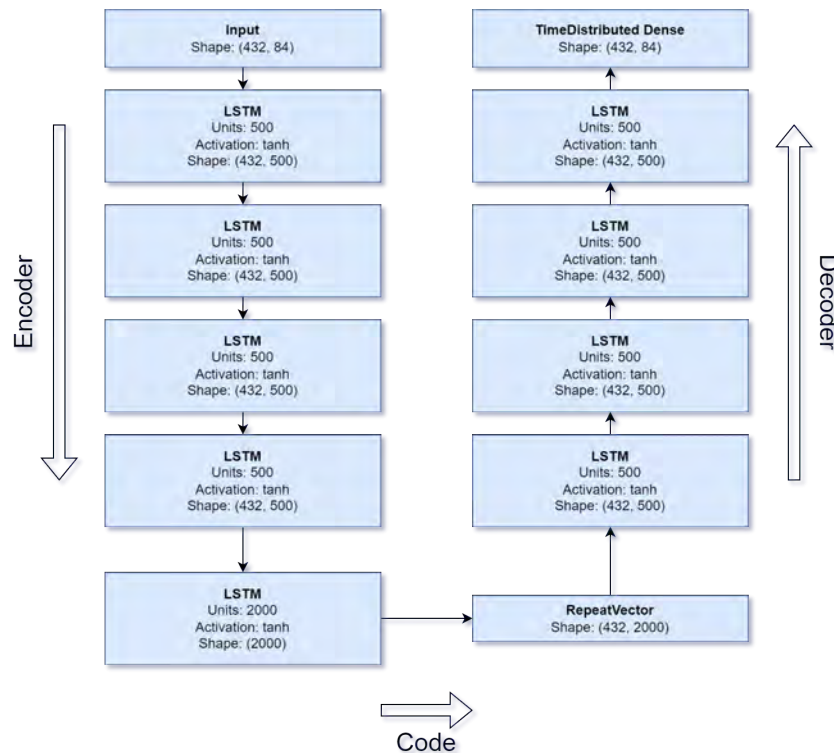 Input
Shape: (432, 84)
LSTM
Units: 500
Activation: tanh
Shape: (432, 500)
LSTM
Units: 500
Activation: tanh
Shape: (432, 500)
LSTM
Units: 500
Activation: tanh
Shape: (432, 500)
LSTM
Units: 500
Activation: tanh
Shape: (432, 500)
LSTM
Units: 2000
Activation: tanh
Shape: (2000)
Encoder
Code
RepeatVector
Shape: (432, 2000)
LSTM
Units: 500
Activation: tanh
Shape: (432, 500)
LSTM
Units: 500
Activation: tanh
Shape: (432, 500)
LSTM
Units: 500
Activation: tanh
Shape: (432, 500)
LSTM
Units: 500
Activation: tanh
Shape: (432, 500)
TimeDistributed Dense
Shape: (432, 84)
Decoder